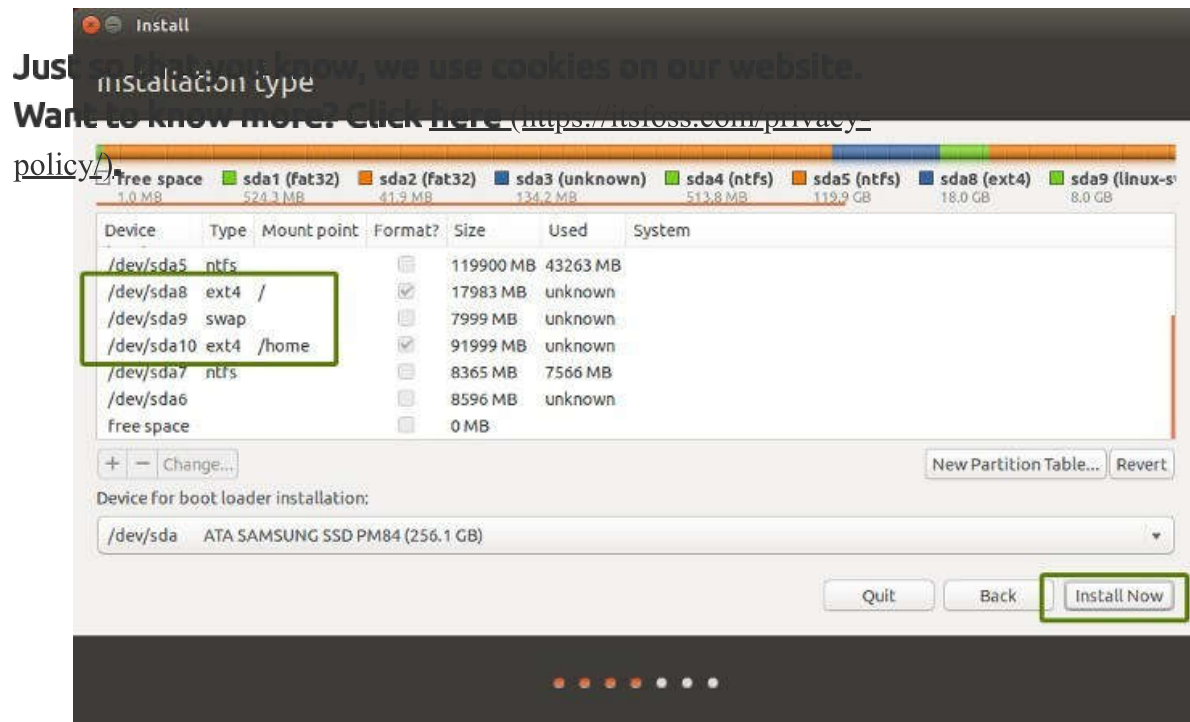 Install
Just so that you know, we use cookies on our website.
Installation type
Want to know more? Click here (https://itsfoss.com/privacy-
policy/).
free space sda1 (fat32) sda2 (fat32) sda3 (unknown) sda4 (ntfs) sda5 (ntfs) sda8 (ext4) sda9 (linux-s
1.0 MB 524.3 MB 41.9 MB 134.2 MB 513.8 MB 119.9 GB 18.0 GB 8.0 GB
Device Type Mount point Format? Size Used System
/dev/sda5 ntfs 119900 MB 43263 MB
/dev/sda8 ext4 / 17983 MB unknown
/dev/sda9 swap 7999 MB unknown
/dev/sda10 ext4 /home 91999 MB unknown
/dev/sda7 ntfs 8365 MB 7566 MB
/dev/sda6 8596 MB unknown
free space 0 MB
+ − Change... New Partition Table... Revert
Device for boot loader installation:
/dev/sda ATA SAMSUNG SSD PM84 (256.1 GB)
Quit Back Install Now